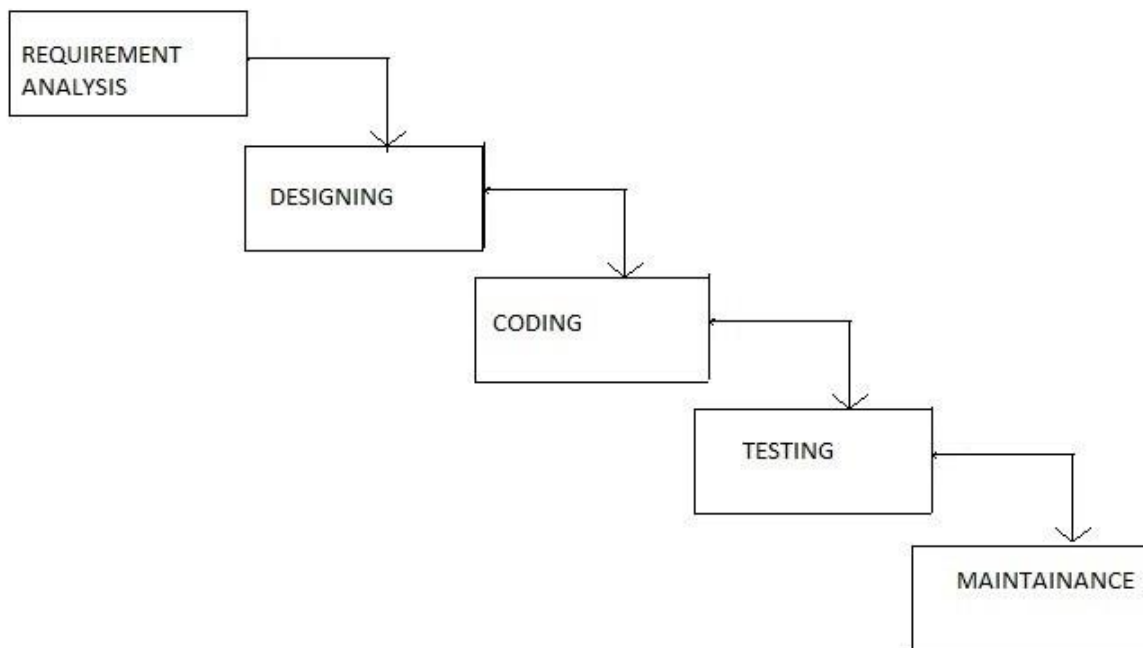 REQUIREMENT
ANALYSIS
DESIGNING
CODING
TESTING
MAINTAINANCE